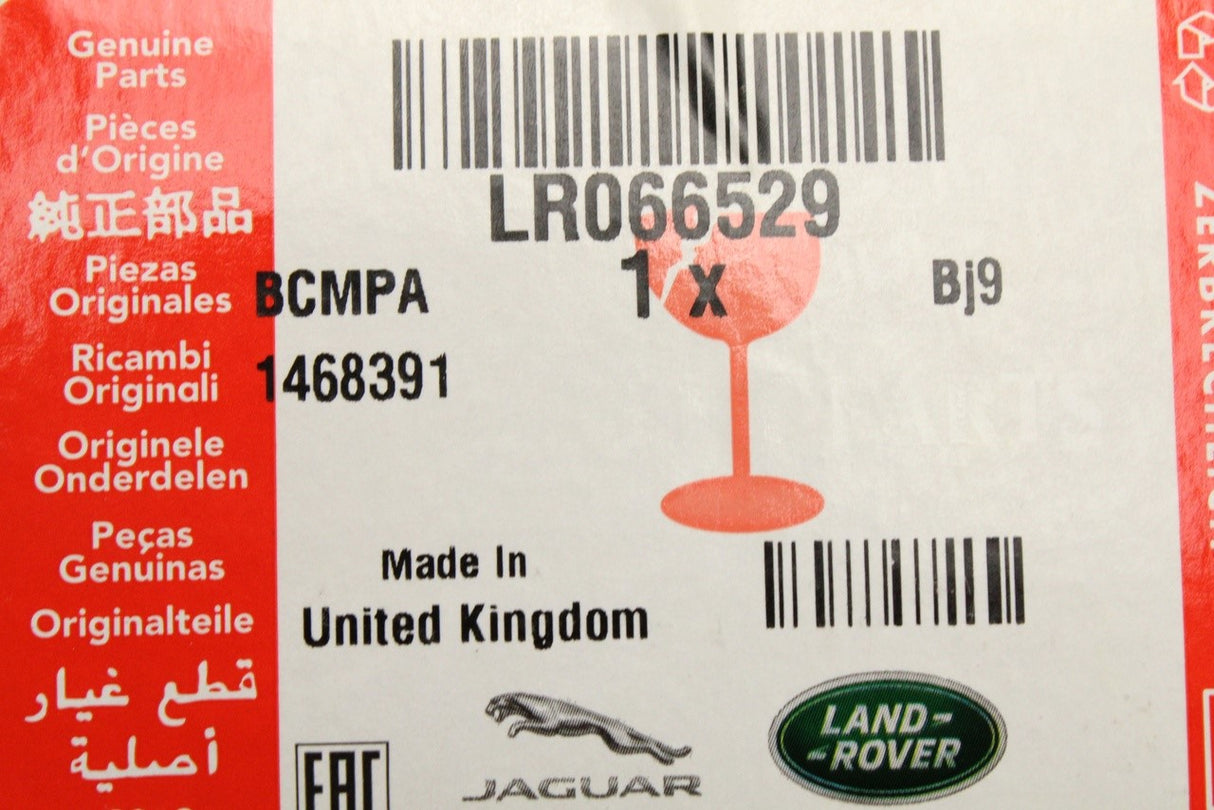 Genuine
Parts
Pièces
d'Origine
純正部品
Piezas
Originales
Ricambi
Originali
Originele
Onderdelen
Peças
Genuinas
Originalteile
قطع غيار
أصلية
LR066529
BCMPA
1 x
Bj9
1468391
Made In
United Kingdom
EAC
JAGUAR
LAND-
-ROVER